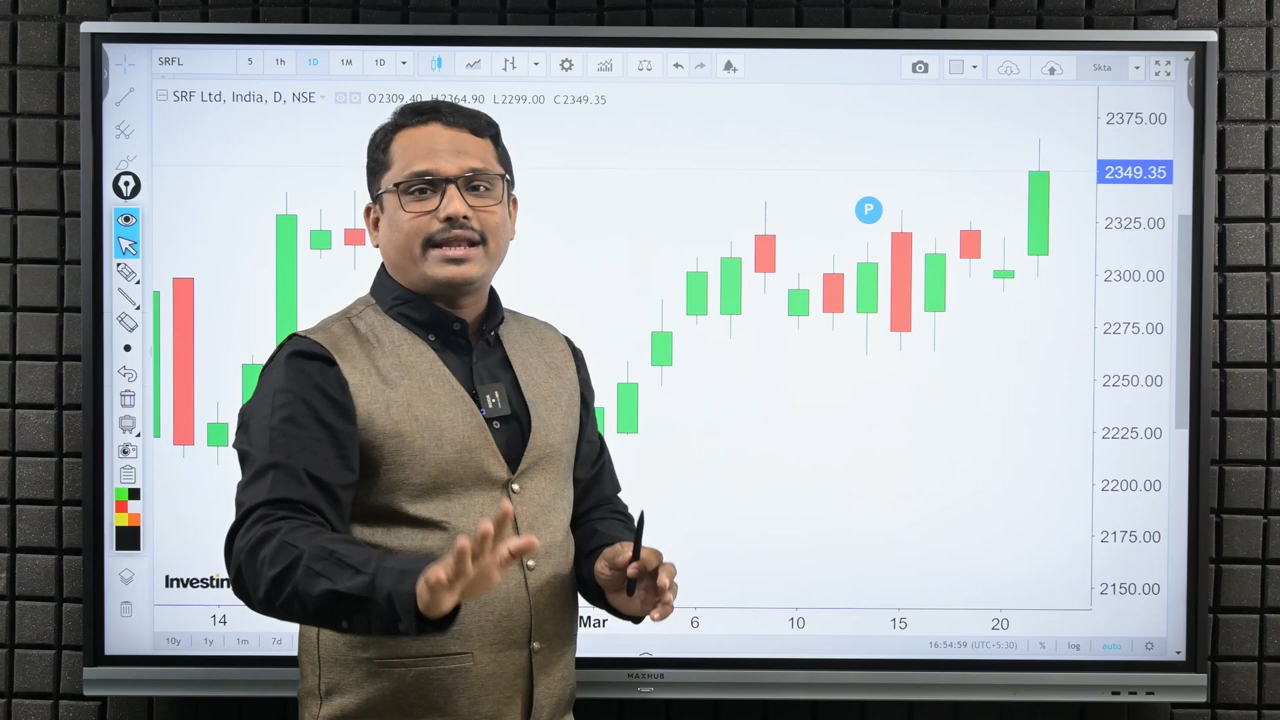 SRFL 5 1h 1D 1M 1D Skta
SRF Ltd, India, D, NSE O2309.40 H2364.90 L2299.00 C2349.35
2375.00
2349.35
P
2325.00
2300.00
2275.00
2250.00
2225.00
2200.00
2175.00
2150.00
Investin
14 Mar 6 10 15 20
10y 1y 1m 7d 16:54:59 (UTC+5:30) % log auto
MAXHUB